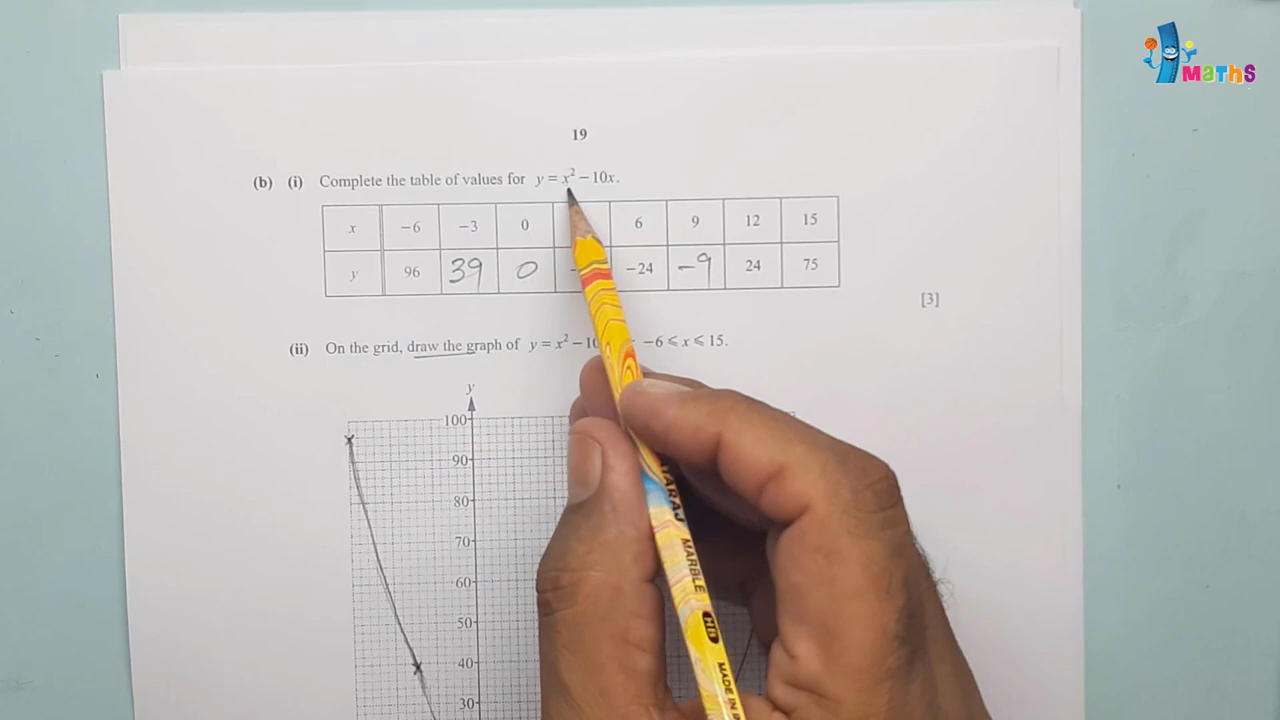 MaTHS
19
(b) (i) Complete the table of values for y = x² − 10x.
x −6 −3 0 6 9 12 15
y 96 39 0 − −24 −9 24 75
[3]
(ii) On the grid, draw the graph of y = x² − 10 −6 ⩽ x ⩽ 15.
y
100
90
80
70
60
50
40
30
MARBLE HB MADE IN